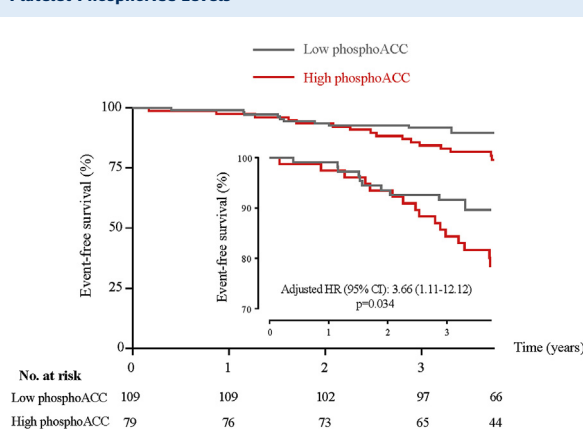 Platelet PhosphoACC Levels
Low phosphoACC
High phosphoACC
Event-free survival (%)
100
75
50
25
0
0 1 2 3
Time (years)
Event-free survival (%)
100
90
80
70
0 1 2 3
Adjusted HR (95% CI): 3.66 (1.11-12.12)
p=0.034
No. at risk
Low phosphoACC 109 109 102 97 66
High phosphoACC 79 76 73 65 44